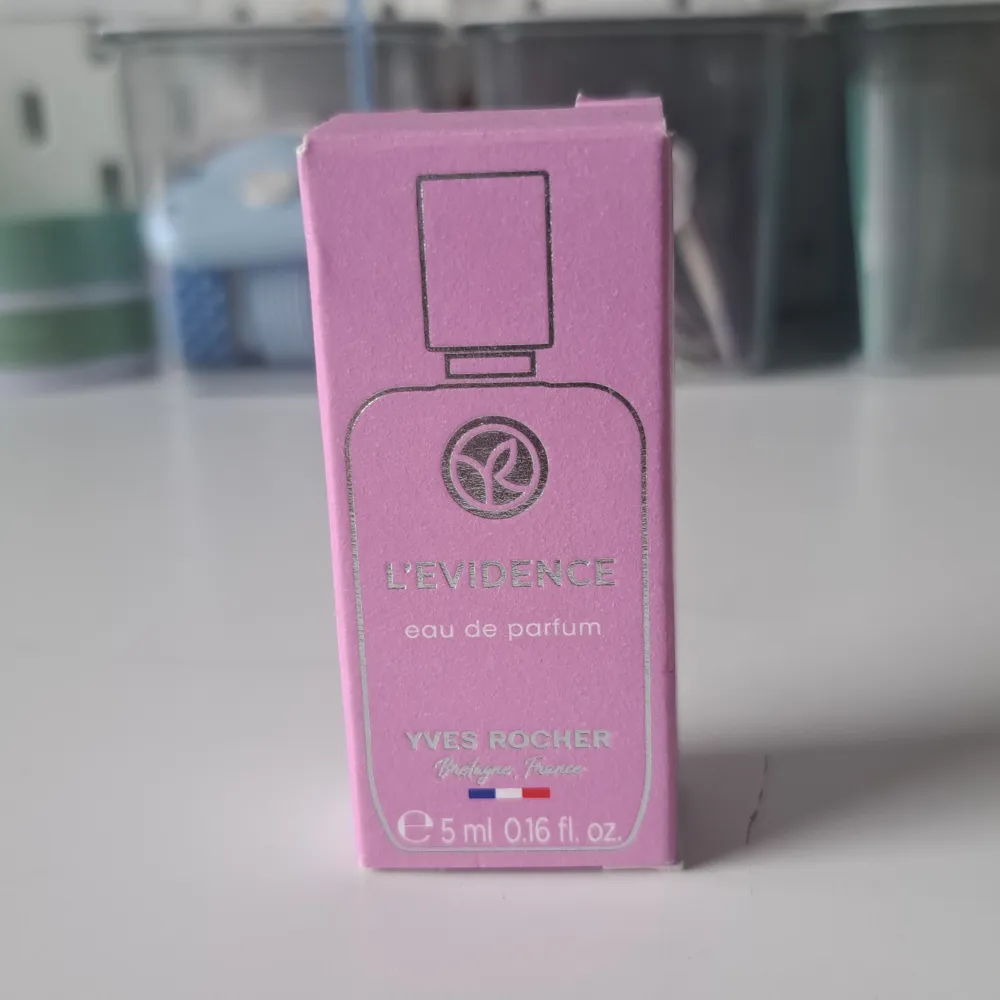 L'EVIDENCE
eau de parfum
YVES ROCHER
Bretagne, France
℮ 5 ml 0.16 fl. oz.